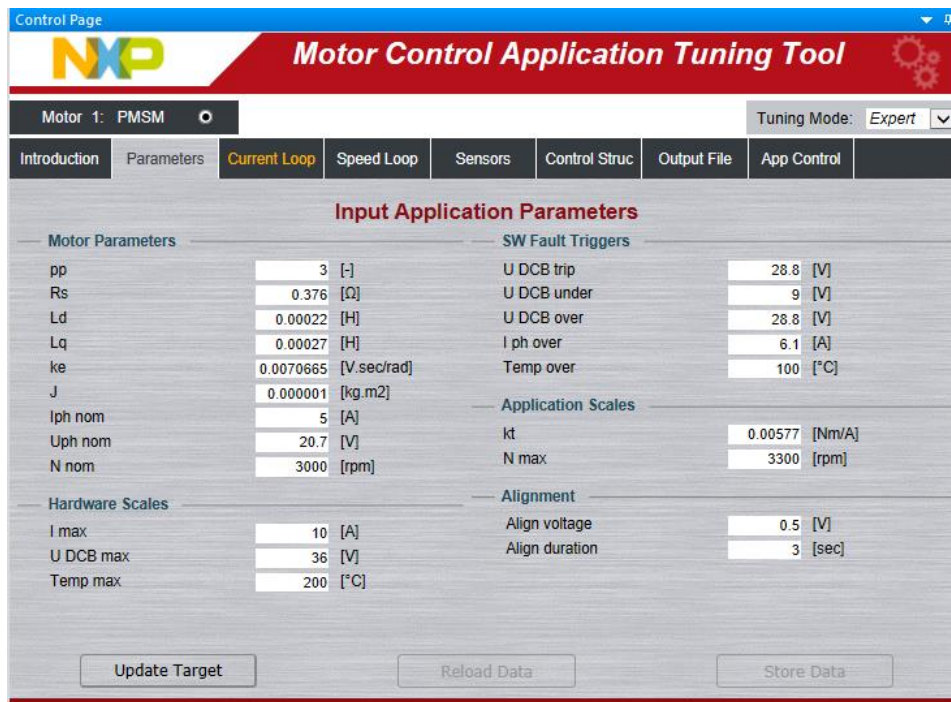 Control Page
NXP
Motor Control Application Tuning Tool
Motor 1: PMSM
Tuning Mode: Expert
Introduction Parameters Current Loop Speed Loop Sensors Control Struc Output File App Control
Input Application Parameters
Motor Parameters
pp 3 [-]
Rs 0.376 [Ω]
Ld 0.00022 [H]
Lq 0.00027 [H]
ke 0.0070665 [V.sec/rad]
J 0.000001 [kg.m2]
Iph nom 5 [A]
Uph nom 20.7 [V]
N nom 3000 [rpm]
Hardware Scales
I max 10 [A]
U DCB max 36 [V]
Temp max 200 [°C]
SW Fault Triggers
U DCB trip 28.8 [V]
U DCB under 9 [V]
U DCB over 28.8 [V]
I ph over 6.1 [A]
Temp over 100 [°C]
Application Scales
kt 0.00577 [Nm/A]
N max 3300 [rpm]
Alignment
Align voltage 0.5 [V]
Align duration 3 [sec]
Update Target Reload Data Store Data